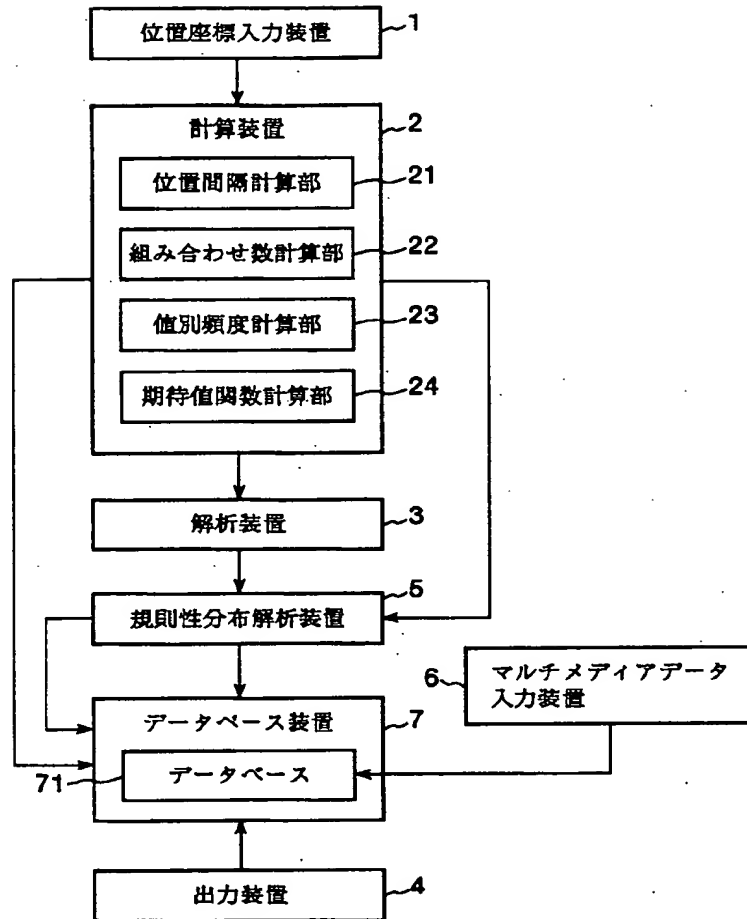 位置座標入力装置
1
計算装置
2
位置間隔計算部
21
組み合わせ数計算部
22
値別頻度計算部
23
期待値関数計算部
24
解析装置
3
規則性分布解析装置
5
マルチメディアデータ
入力装置
6
データベース装置
7
データベース
71
出力装置
4